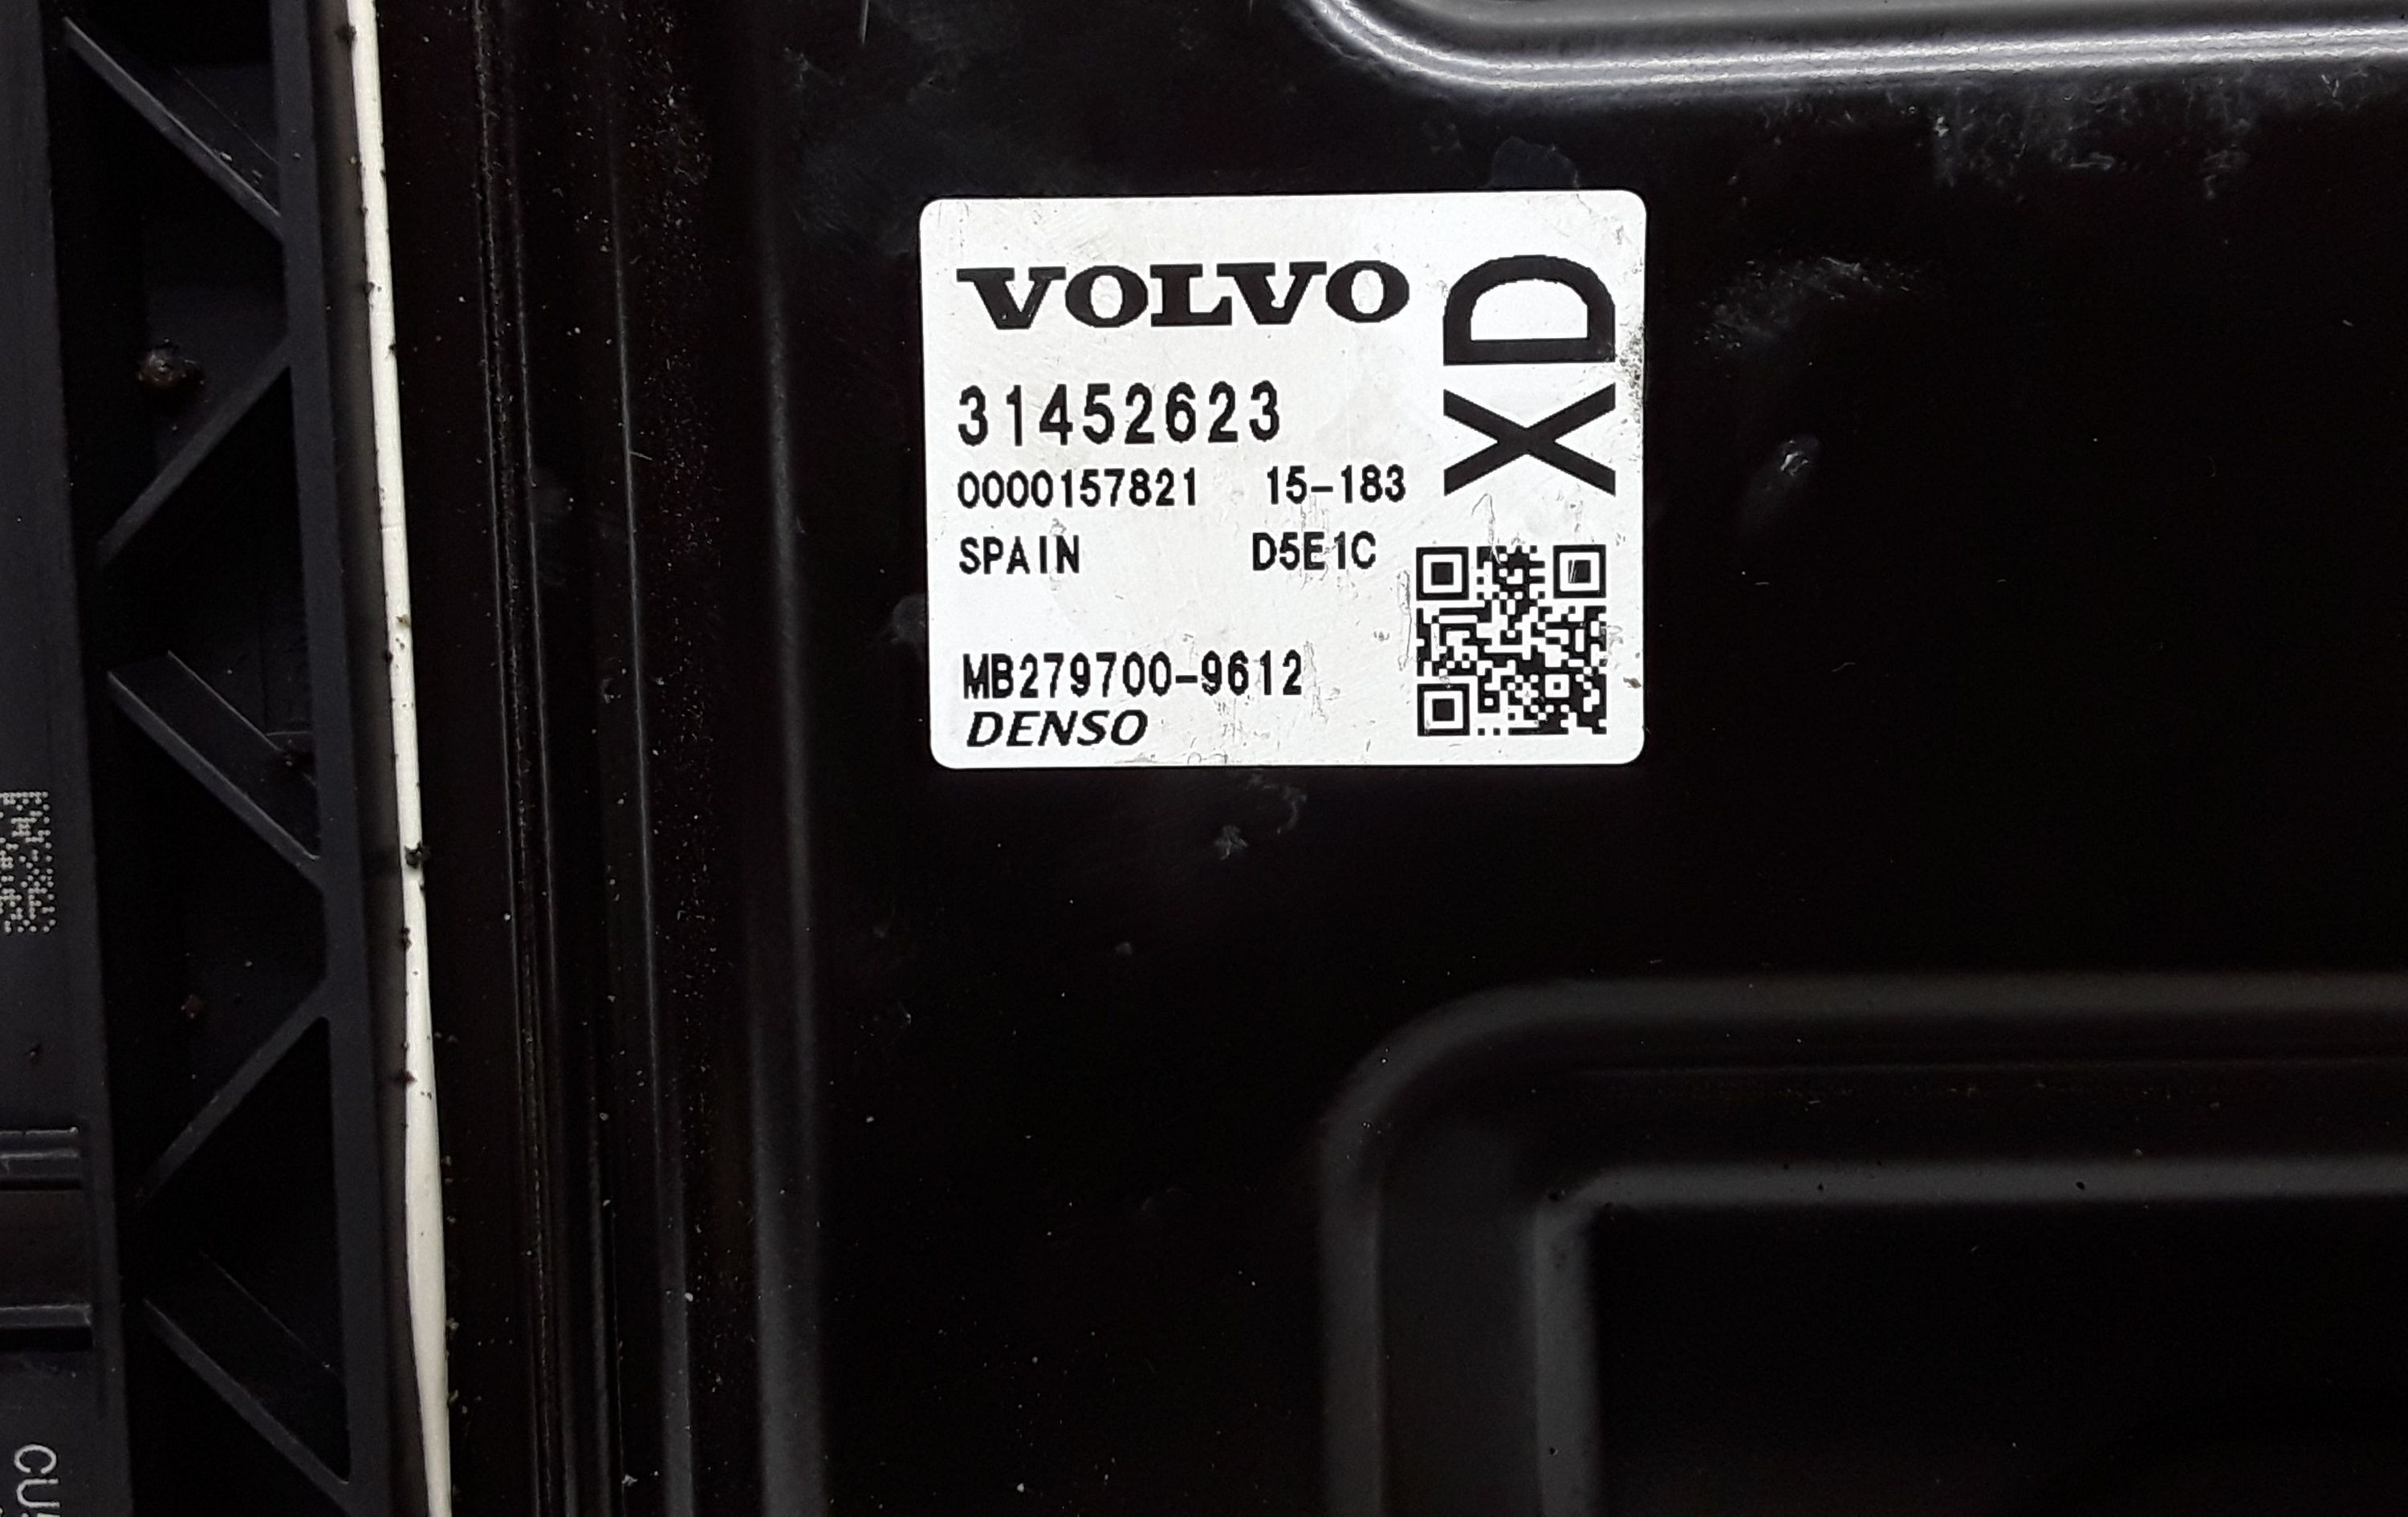 VOLVO
XD
31452623
0000157821 15-183
SPAIN D5E1C
MB279700-9612
DENSO